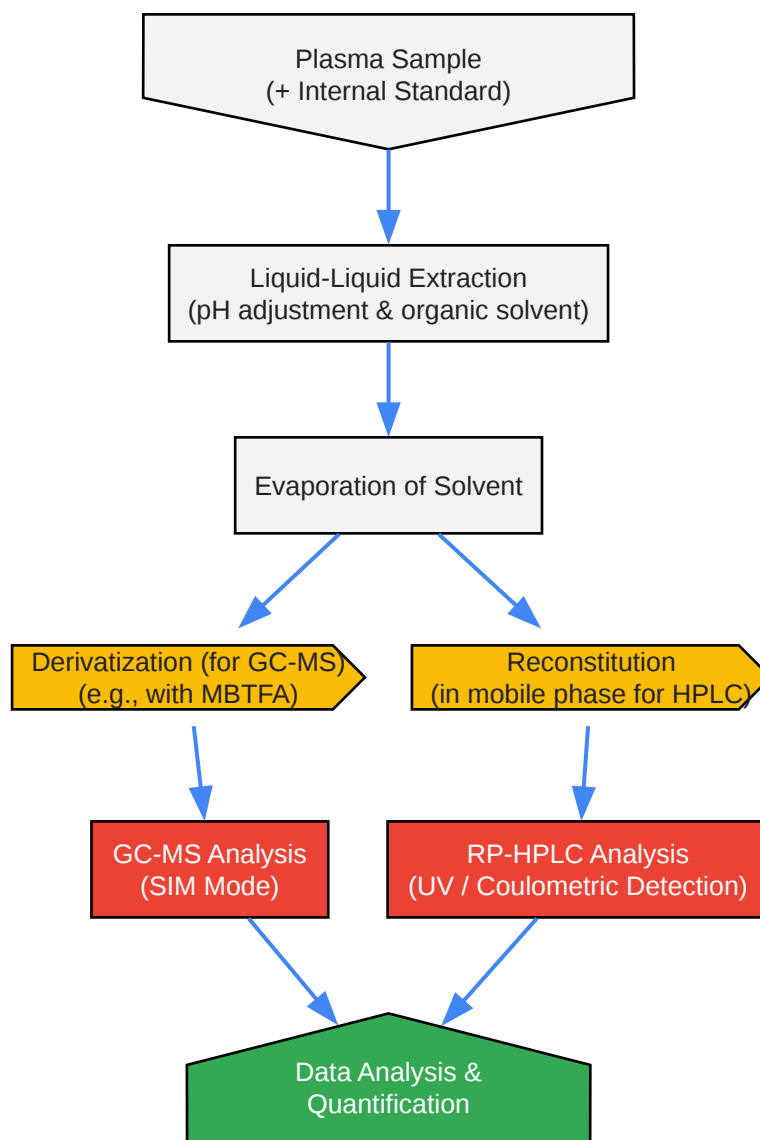 Plasma Sample
(+ Internal Standard)
Liquid-Liquid Extraction
(pH adjustment & organic solvent)
Evaporation of Solvent
Derivatization (for GC-MS)
(e.g., with MBTFA)
Reconstitution
(in mobile phase for HPLC)
GC-MS Analysis
(SIM Mode)
RP-HPLC Analysis
(UV / Coulometric Detection)
Data Analysis &
Quantification